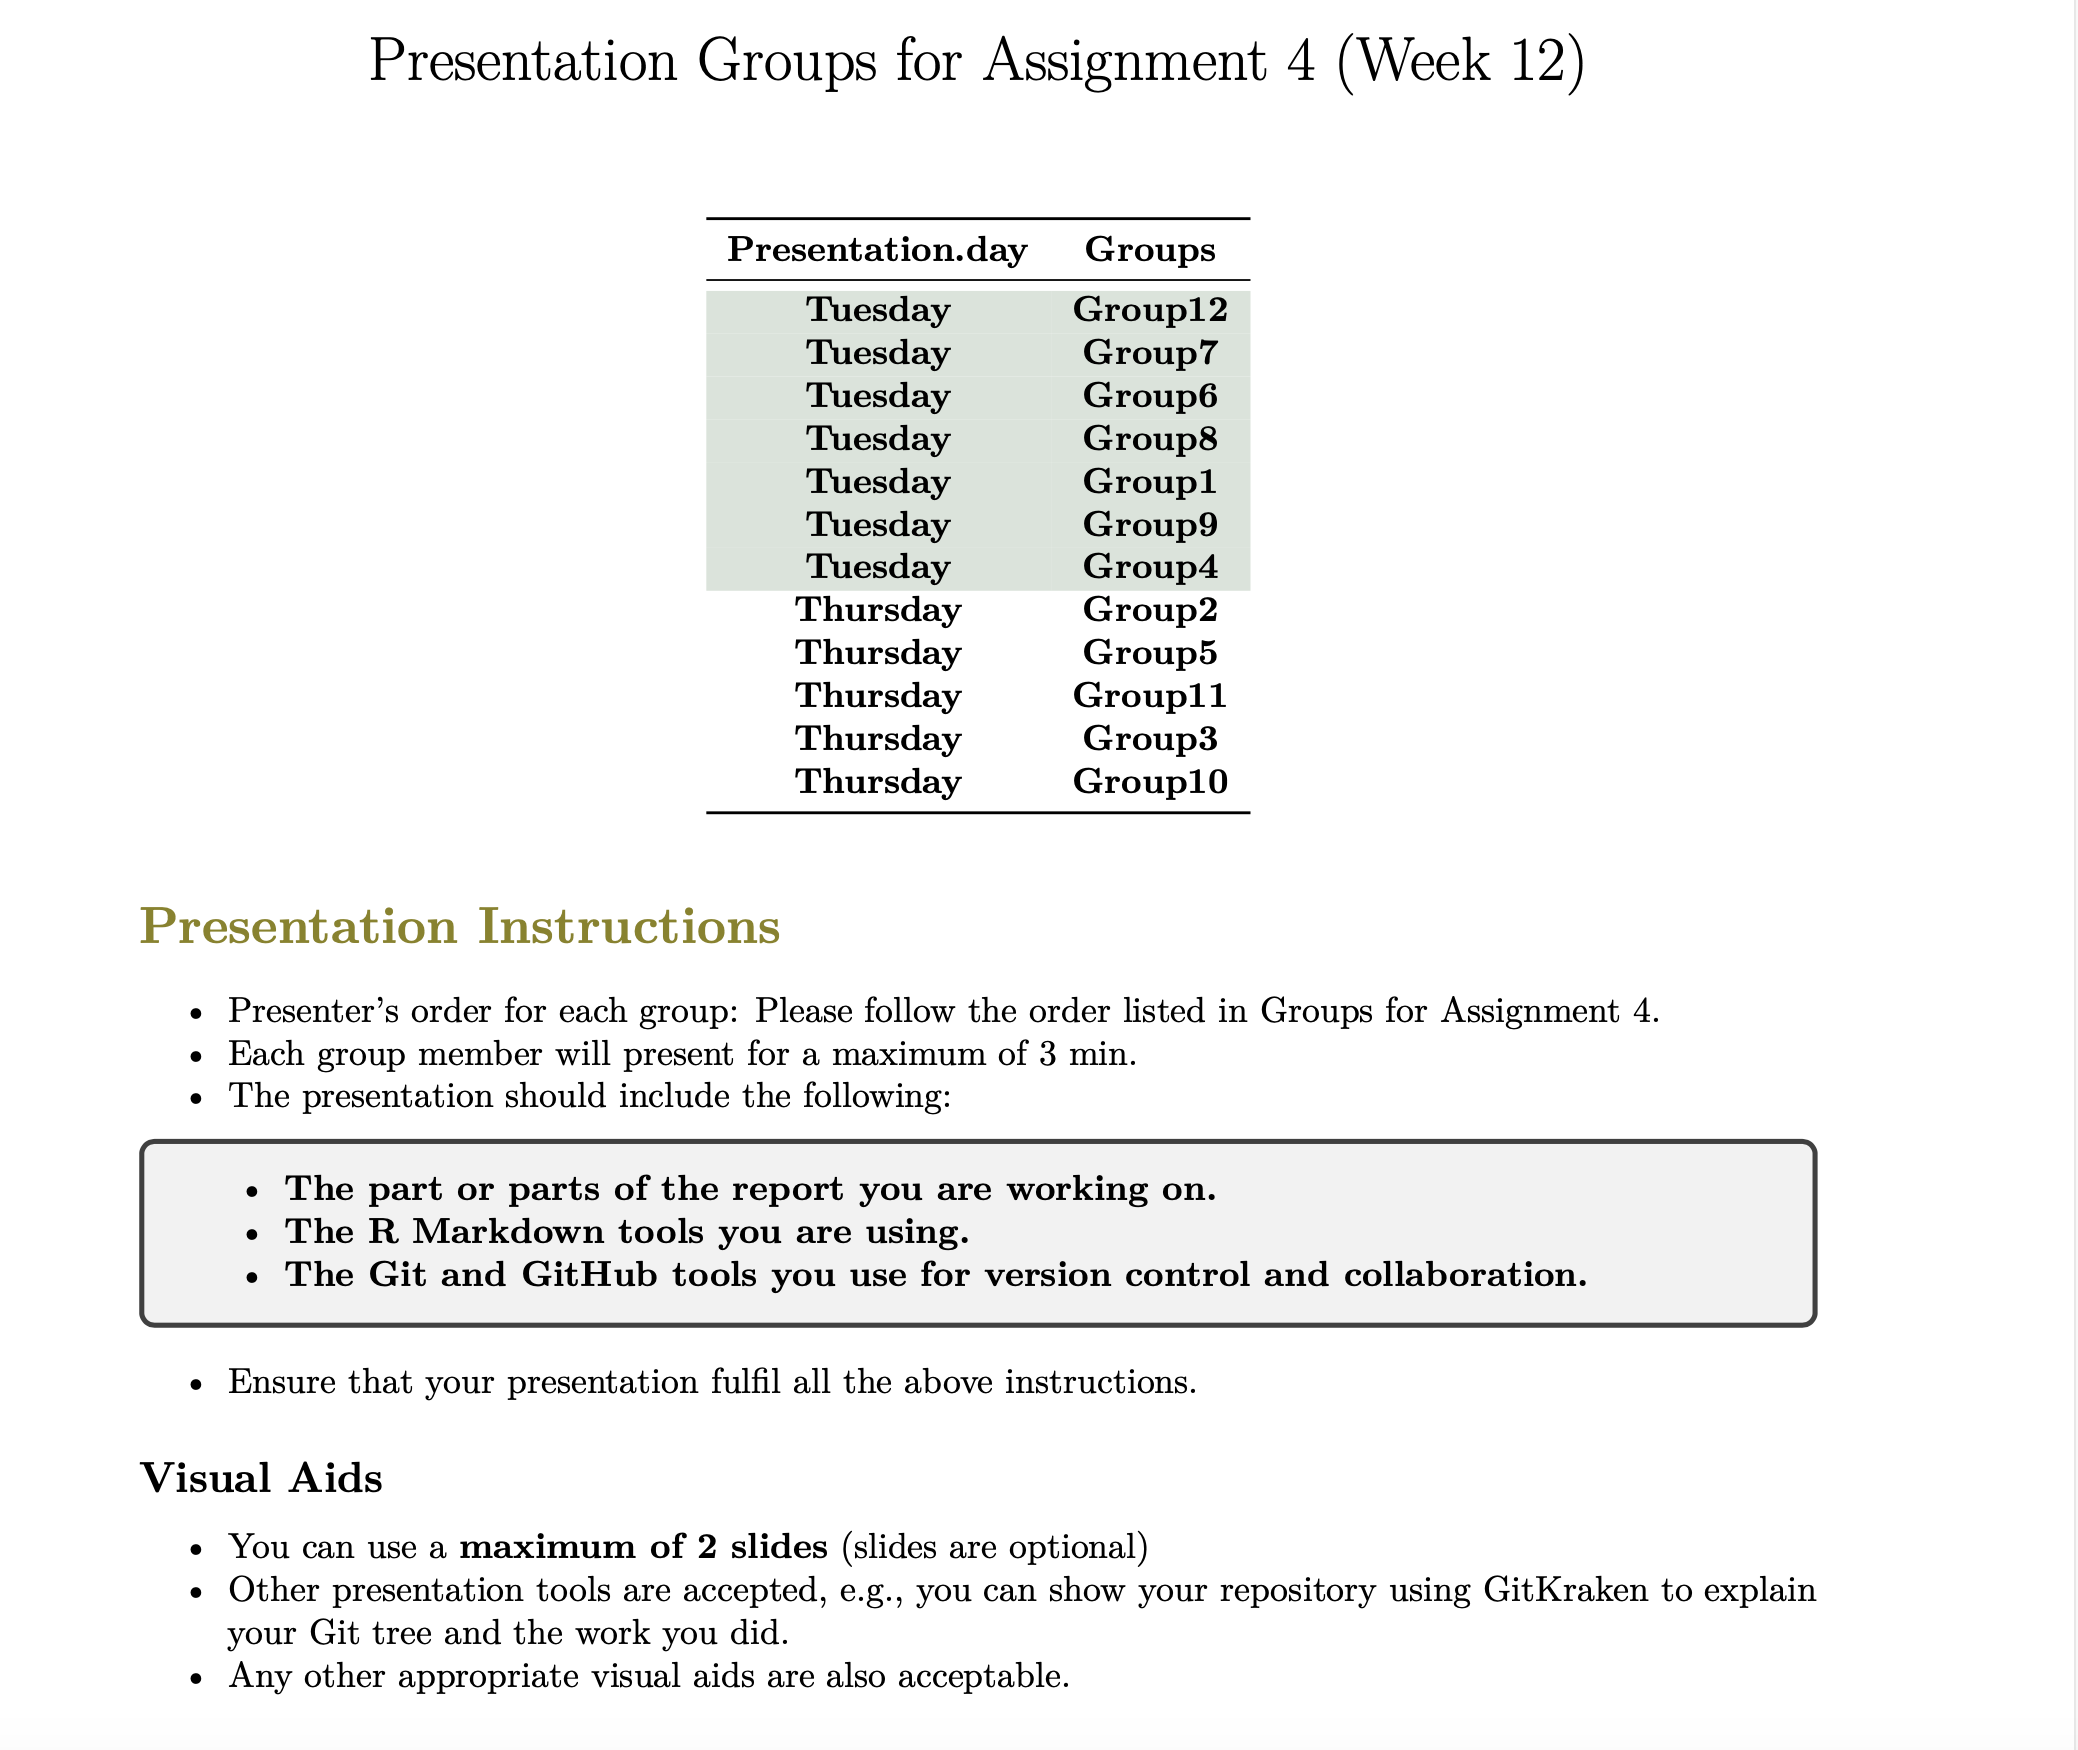 Presentation Groups for Assignment 4 (Week 12)
Presentation.day Groups
Tuesday Group12
Tuesday Group7
Tuesday Group6
Tuesday Group8
Tuesday Group1
Tuesday Group9
Tuesday Group4
Thursday Group2
Thursday Group5
Thursday Group11
Thursday Group3
Thursday Group10
Presentation Instructions
• Presenter's order for each group: Please follow the order listed in Groups for Assignment 4.
• Each group member will present for a maximum of 3 min.
• The presentation should include the following:
• The part or parts of the report you are working on.
• The R Markdown tools you are using.
• The Git and GitHub tools you use for version control and collaboration.
• Ensure that your presentation fulfil all the above instructions.
Visual Aids
• You can use a maximum of 2 slides (slides are optional)
• Other presentation tools are accepted, e.g., you can show your repository using GitKraken to explain
your Git tree and the work you did.
• Any other appropriate visual aids are also acceptable.